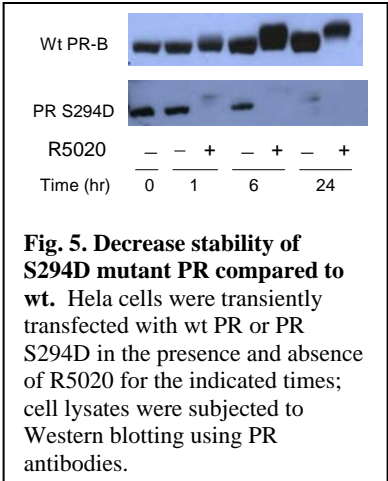 Wt PR-B
PR S294D
R5020 – – + – + – +
Time (hr) 0 1 6 24
Fig. 5. Decrease stability of
S294D mutant PR compared to
wt. Hela cells were transiently
transfected with wt PR or PR
S294D in the presence and absence
of R5020 for the indicated times;
cell lysates were subjected to
Western blotting using PR
antibodies.